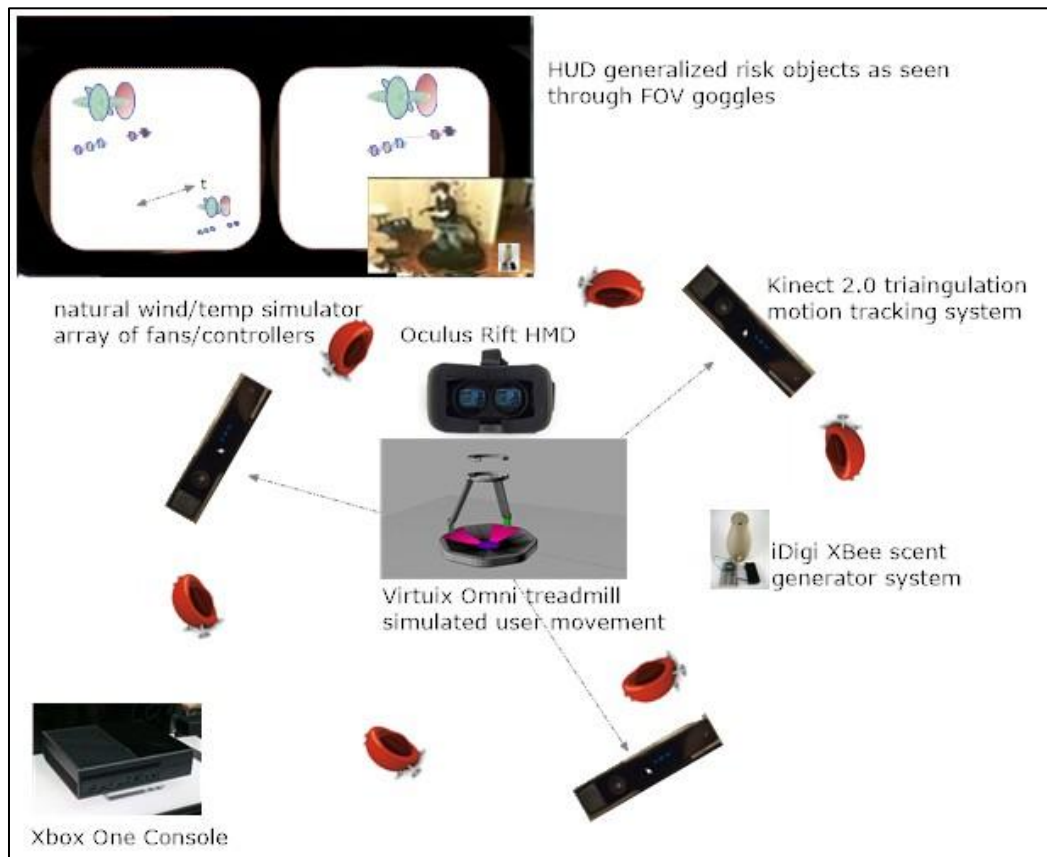 HUD generalized risk objects as seen
through FOV goggles
t
natural wind/temp simulator
array of fans/controllers
Oculus Rift HMD
Kinect 2.0 triaingulation
motion tracking system
iDigi XBee scent
generator system
Virtuix Omni treadmill
simulated user movement
Xbox One Console